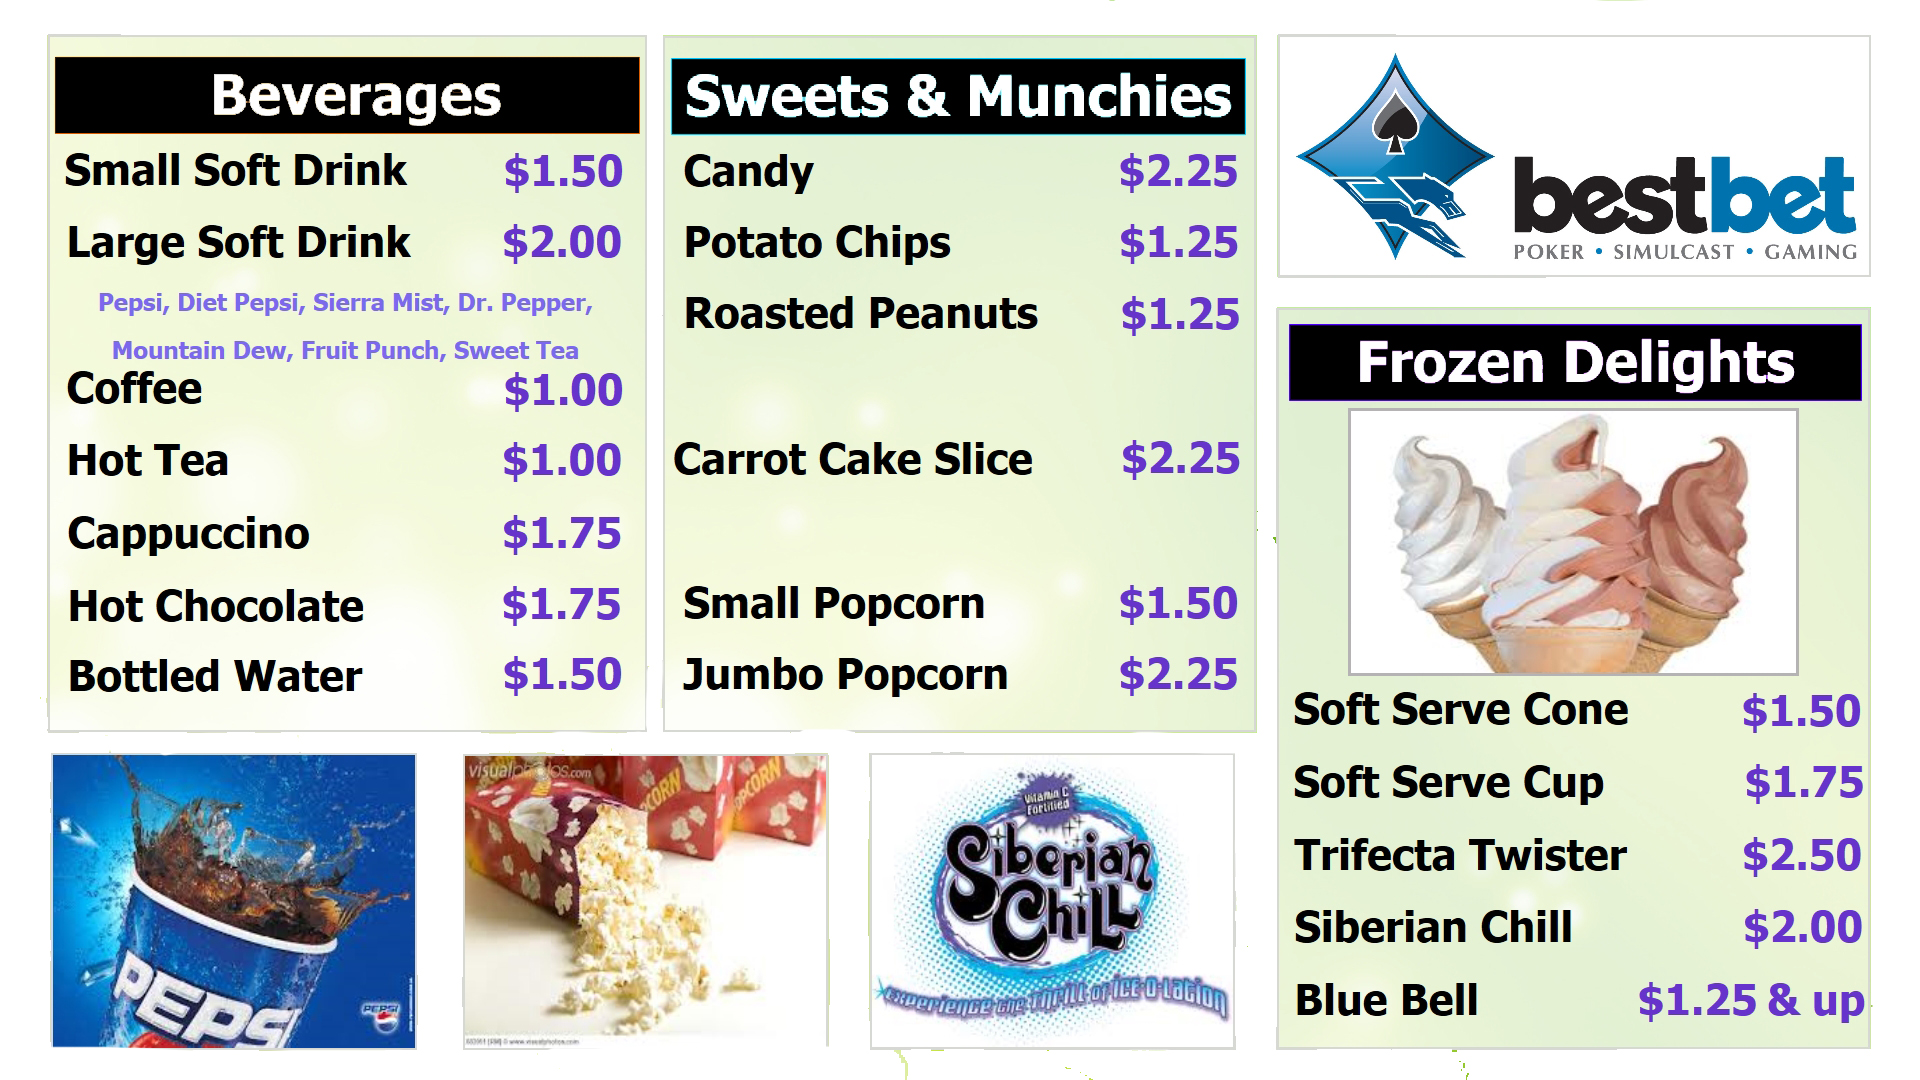 Beverages
Small Soft Drink $1.50
Large Soft Drink $2.00
Pepsi, Diet Pepsi, Sierra Mist, Dr. Pepper,
Mountain Dew, Fruit Punch, Sweet Tea
Coffee $1.00
Hot Tea $1.00
Cappuccino $1.75
Hot Chocolate $1.75
Bottled Water $1.50
Sweets & Munchies
Candy $2.25
Potato Chips $1.25
Roasted Peanuts $1.25
Carrot Cake Slice $2.25
Small Popcorn $1.50
Jumbo Popcorn $2.25
bestbet
POKER • SIMULCAST • GAMING
Frozen Delights
Soft Serve Cone $1.50
Soft Serve Cup $1.75
Trifecta Twister $2.50
Siberian Chill $2.00
Blue Bell $1.25 & up
PEPSI
PEPSI
visualphotos.com
CORN
CORN
Vitamin C
Fortified
Siberian
Chill
experience the Thrill of Ice-O-Lation